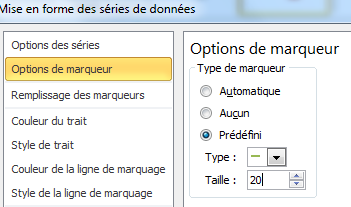 Mise en forme des séries de données
Options des séries
Options de marqueur
Remplissage des marqueurs
Couleur du trait
Style de trait
Couleur de la ligne de marquage
Style de la ligne de marquage
Options de marqueur
Type de marqueur
Automatique
Aucun
Prédéfini
Type :
Taille : 20